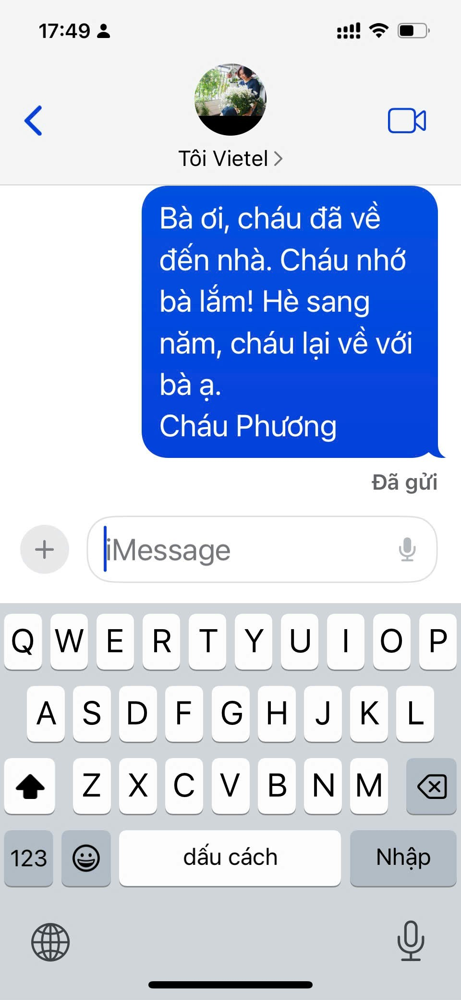 17:49
Tôi Vietel
Bà ơi, cháu đã về
đến nhà. Cháu nhớ
bà lắm! Hè sang
năm, cháu lại về với
bà ạ.
Cháu Phương
Đã gửi
iMessage
Q W E R T Y U I O P
A S D F G H J K L
Z X C V B N M
123 dấu cách Nhập